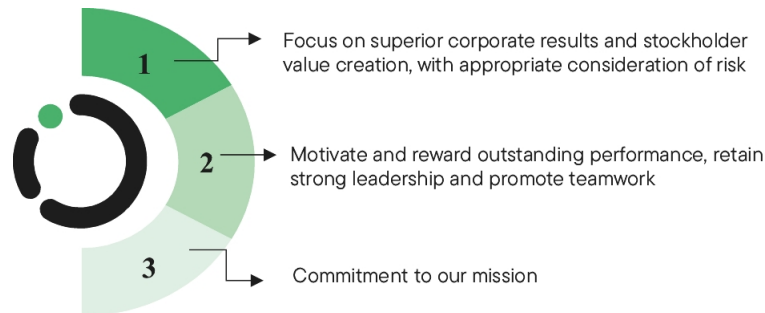 1
Focus on superior corporate results and stockholder
value creation, with appropriate consideration of risk
2
Motivate and reward outstanding performance, retain
strong leadership and promote teamwork
3
Commitment to our mission